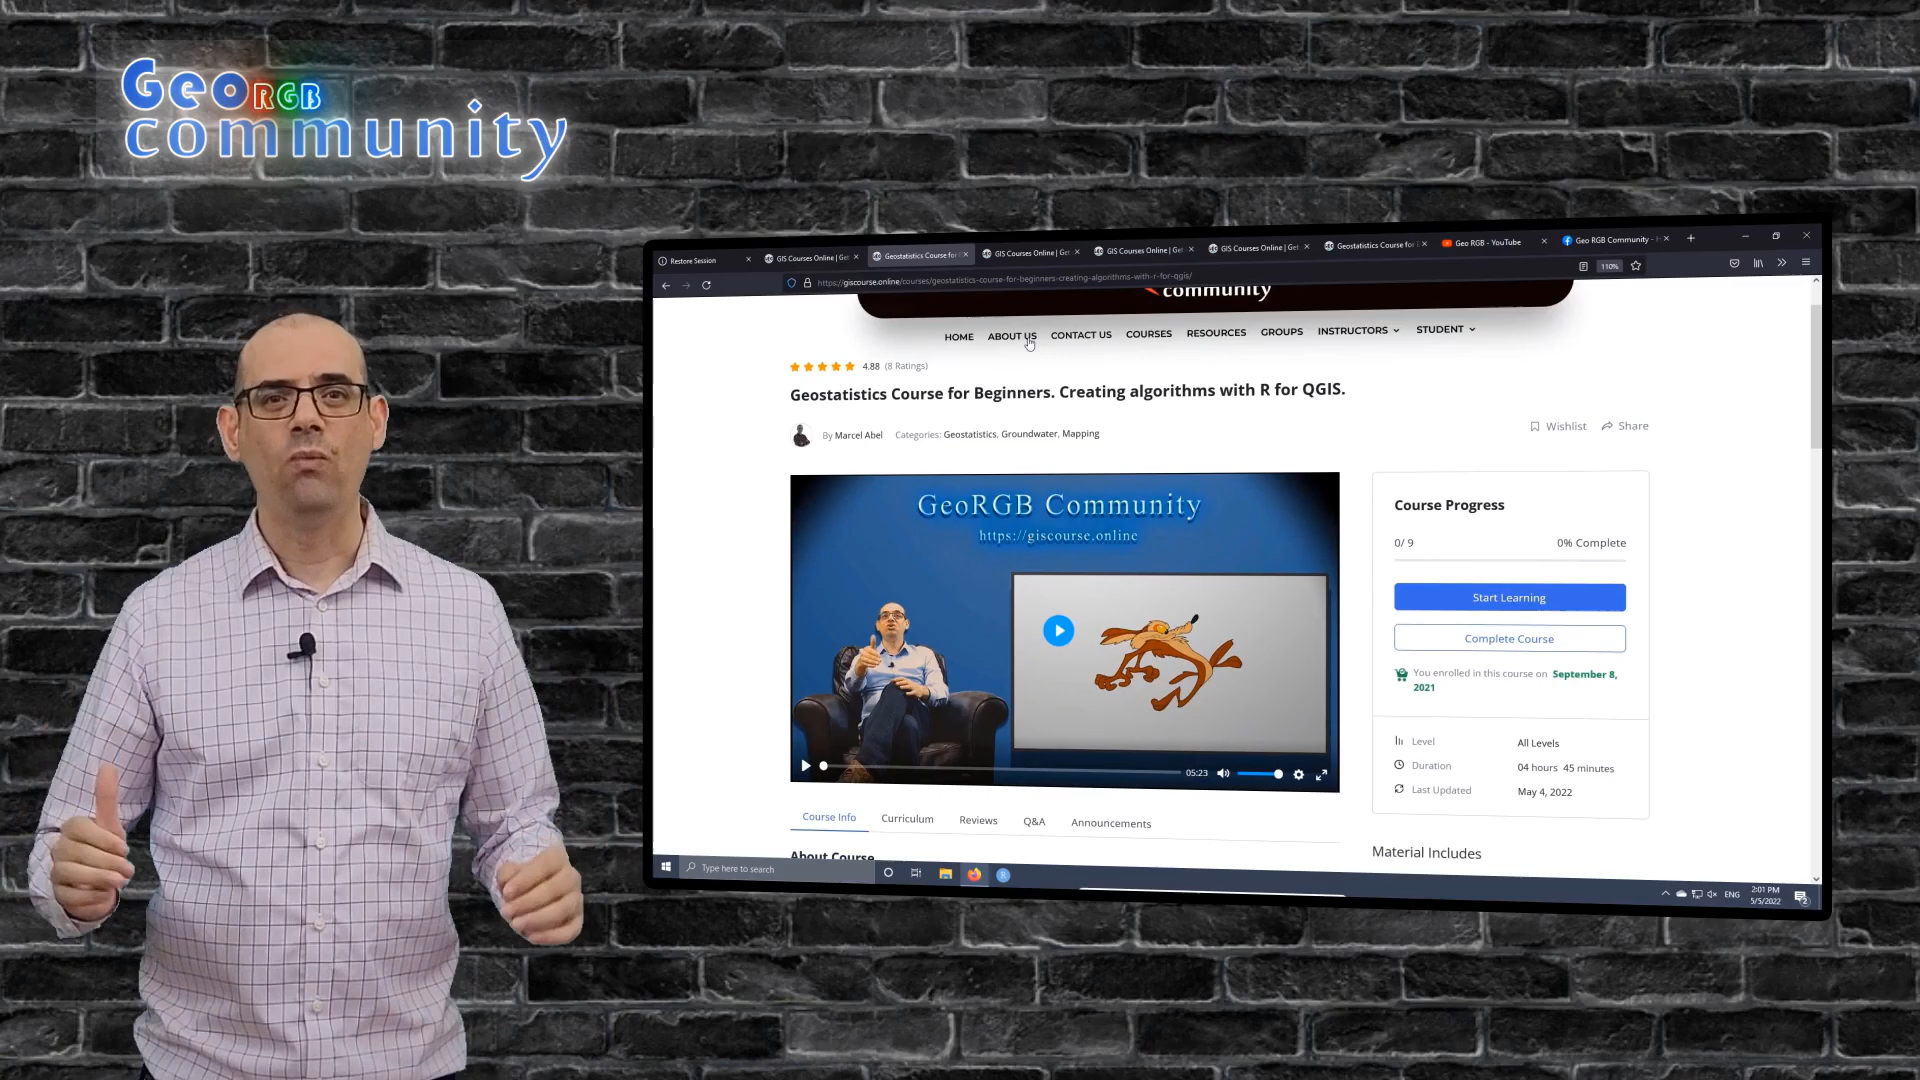 GeoRGB
community
Restore Session
GIS Courses Online | Get
Geostatistics Course for
GIS Courses Online | Get
GIS Courses Online | Get
GIS Courses Online | Get
Geostatistics Course for
Geo RGB - YouTube
Geo RGB Community -
https://giscourse.online/courses/geostatistics-course-for-beginners-creating-algorithms-with-r-for-qgis/
110%
community
HOME ABOUT US CONTACT US COURSES RESOURCES GROUPS INSTRUCTORS STUDENT
4.88 (8 Ratings)
Geostatistics Course for Beginners. Creating algorithms with R for QGIS.
By Marcel Abel Categories: Geostatistics, Groundwater, Mapping
Wishlist Share
GeoRGB Community
https://giscourse.online
05:23
Course Progress
0/ 9 0% Complete
Start Learning
Complete Course
You enrolled in this course on September 8,
2021
Level All Levels
Duration 04 hours 45 minutes
Last Updated May 4, 2022
Course Info Curriculum Reviews Q&A Announcements
About Course
Material Includes
Type here to search
R
ENG
2:01 PM
5/5/2022
2